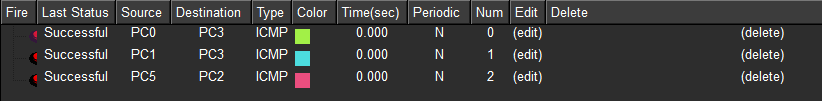 Fire Last Status Source Destination Type Color Time(sec) Periodic Num Edit Delete
Successful PC0 PC3 ICMP 0.000 N 0 (edit) (delete)
Successful PC1 PC3 ICMP 0.000 N 1 (edit) (delete)
Successful PC5 PC2 ICMP 0.000 N 2 (edit) (delete)